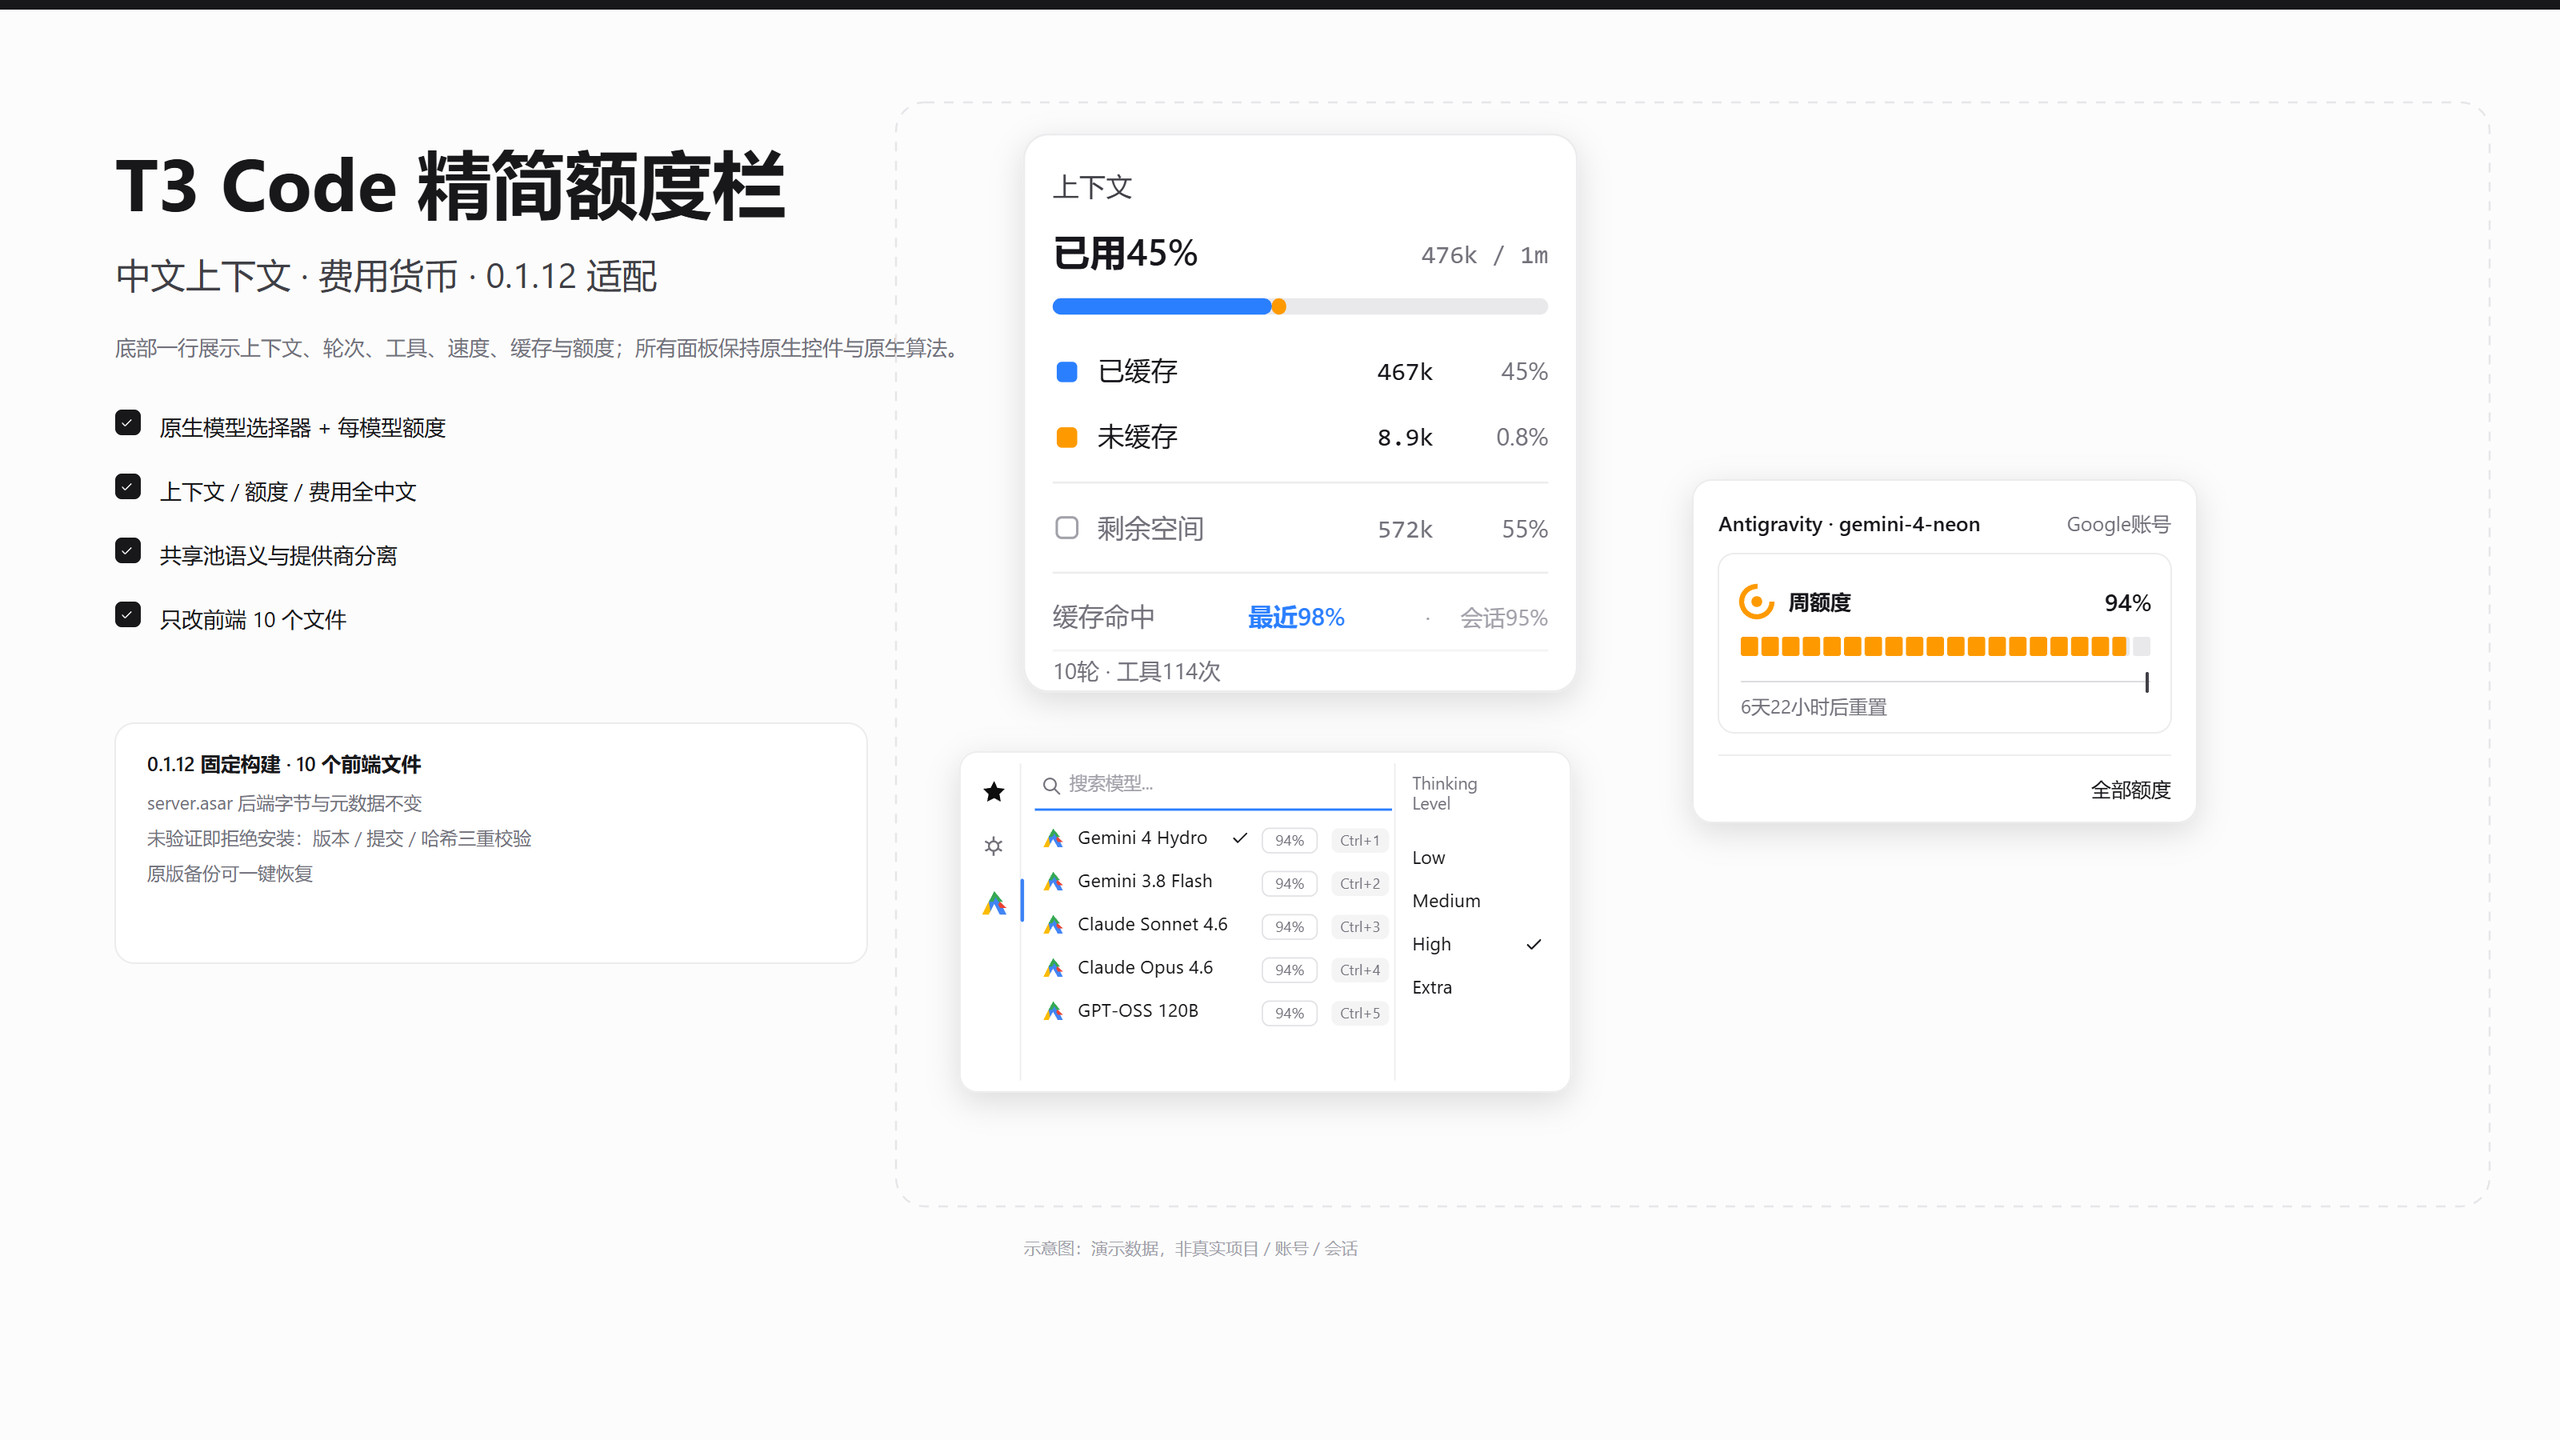 T3 Code 精简额度栏
中文上下文 · 费用货币 · 0.1.12 适配
底部一行展示上下文、轮次、工具、速度、缓存与额度；所有面板保持原生控件与原生算法。
原生模型选择器 + 每模型额度
上下文 / 额度 / 费用全中文
共享池语义与提供商分离
只改前端 10 个文件
0.1.12 固定构建 · 10 个前端文件
server.asar 后端字节与元数据不变
未验证即拒绝安装：版本 / 提交 / 哈希三重校验
原版备份可一键恢复
上下文
已用45% 476k / 1m
已缓存 467k 45%
未缓存 8.9k 0.8%
剩余空间 572k 55%
缓存命中 最近98% · 会话95%
10轮 · 工具114次
搜索模型...
Gemini 4 Hydro 94% Ctrl+1
Gemini 3.8 Flash 94% Ctrl+2
Claude Sonnet 4.6 94% Ctrl+3
Claude Opus 4.6 94% Ctrl+4
GPT-OSS 120B 94% Ctrl+5
Thinking
Level
Low
Medium
High
Extra
Antigravity · gemini-4-neon Google账号
周额度 94%
6天22小时后重置
全部额度
示意图：演示数据，非真实项目 / 账号 / 会话